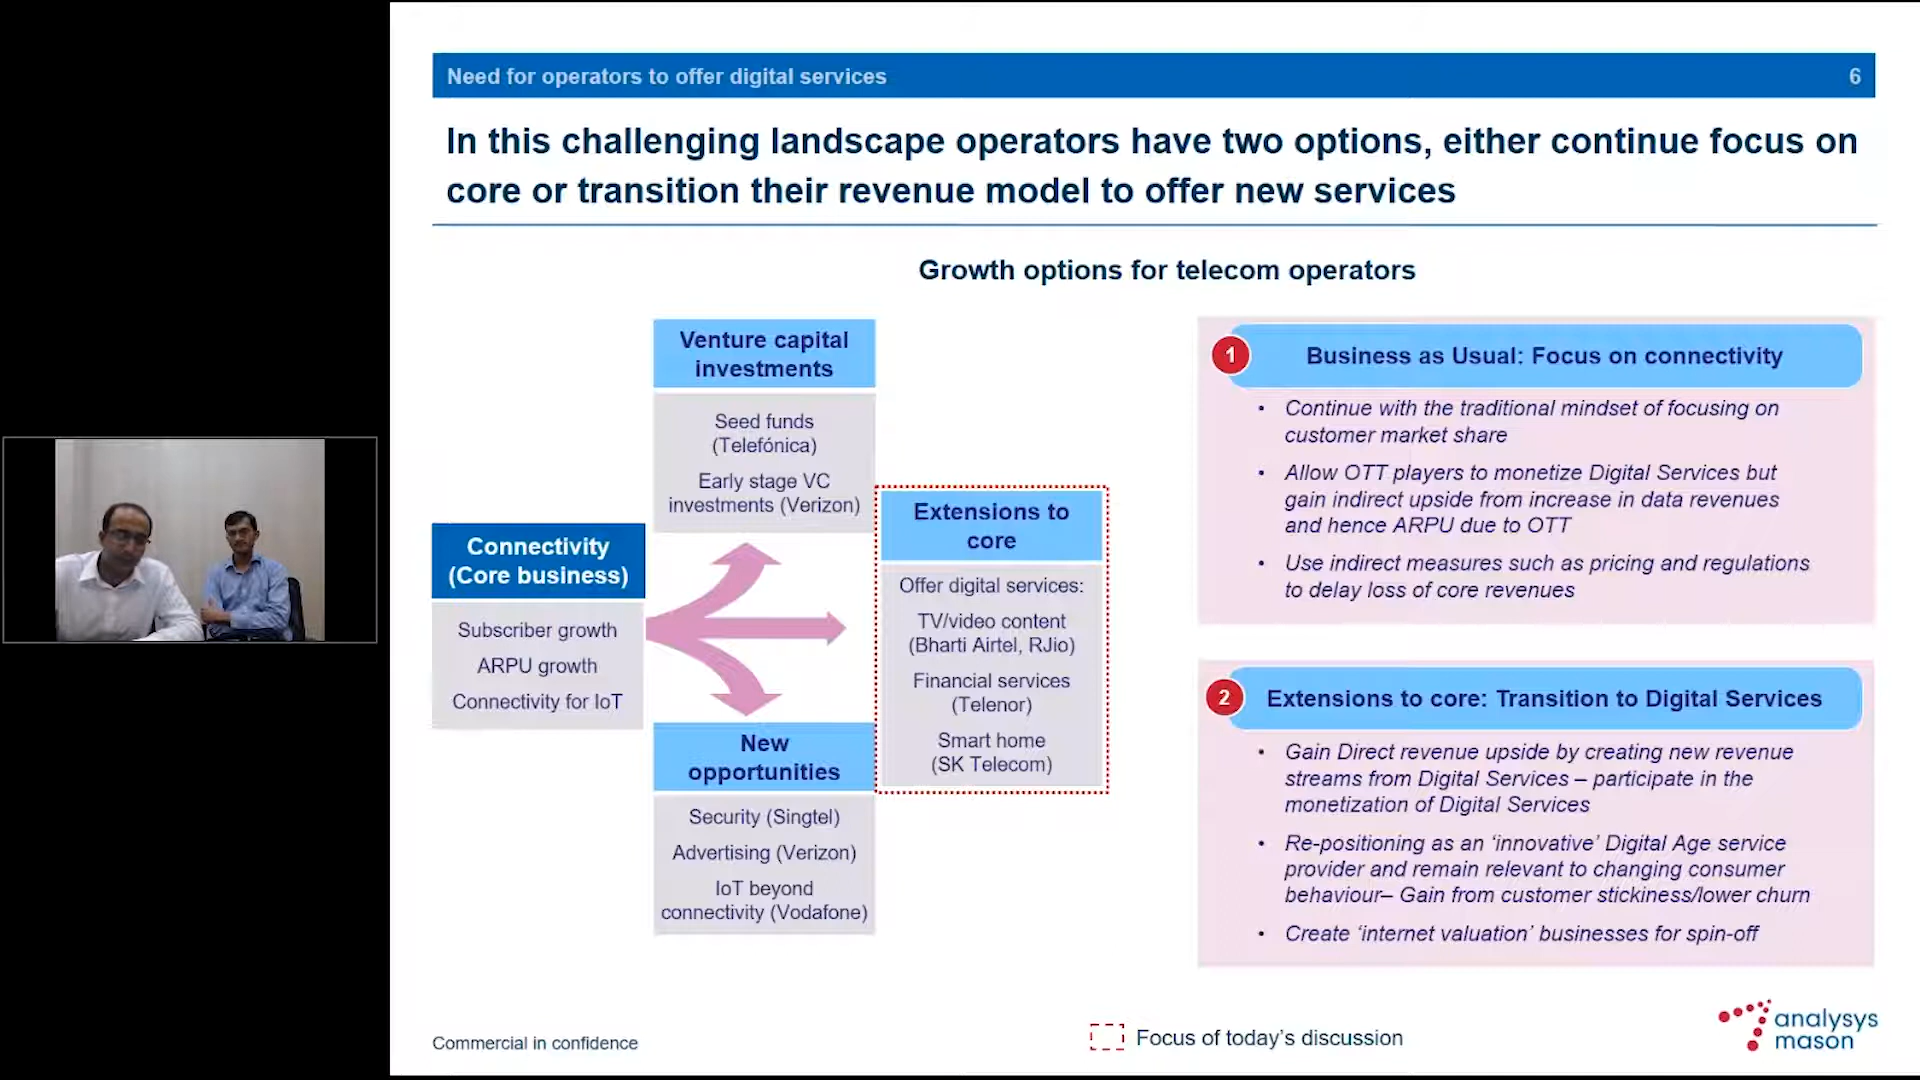 Need for operators to offer digital services
6
In this challenging landscape operators have two options, either continue focus on
core or transition their revenue model to offer new services
Growth options for telecom operators
Connectivity
(Core business)
Subscriber growth
ARPU growth
Connectivity for IoT
Venture capital
investments
Seed funds
(Telefónica)
Early stage VC
investments (Verizon)
New
opportunities
Security (Singtel)
Advertising (Verizon)
IoT beyond
connectivity (Vodafone)
Extensions to
core
Offer digital services:
TV/video content
(Bharti Airtel, RJio)
Financial services
(Telenor)
Smart home
(SK Telecom)
1
Business as Usual: Focus on connectivity
• Continue with the traditional mindset of focusing on
customer market share
• Allow OTT players to monetize Digital Services but
gain indirect upside from increase in data revenues
and hence ARPU due to OTT
• Use indirect measures such as pricing and regulations
to delay loss of core revenues
2
Extensions to core: Transition to Digital Services
• Gain Direct revenue upside by creating new revenue
streams from Digital Services – participate in the
monetization of Digital Services
• Re-positioning as an ‘innovative’ Digital Age service
provider and remain relevant to changing consumer
behaviour– Gain from customer stickiness/lower churn
• Create ‘internet valuation’ businesses for spin-off
Commercial in confidence
Focus of today’s discussion
analysys
mason